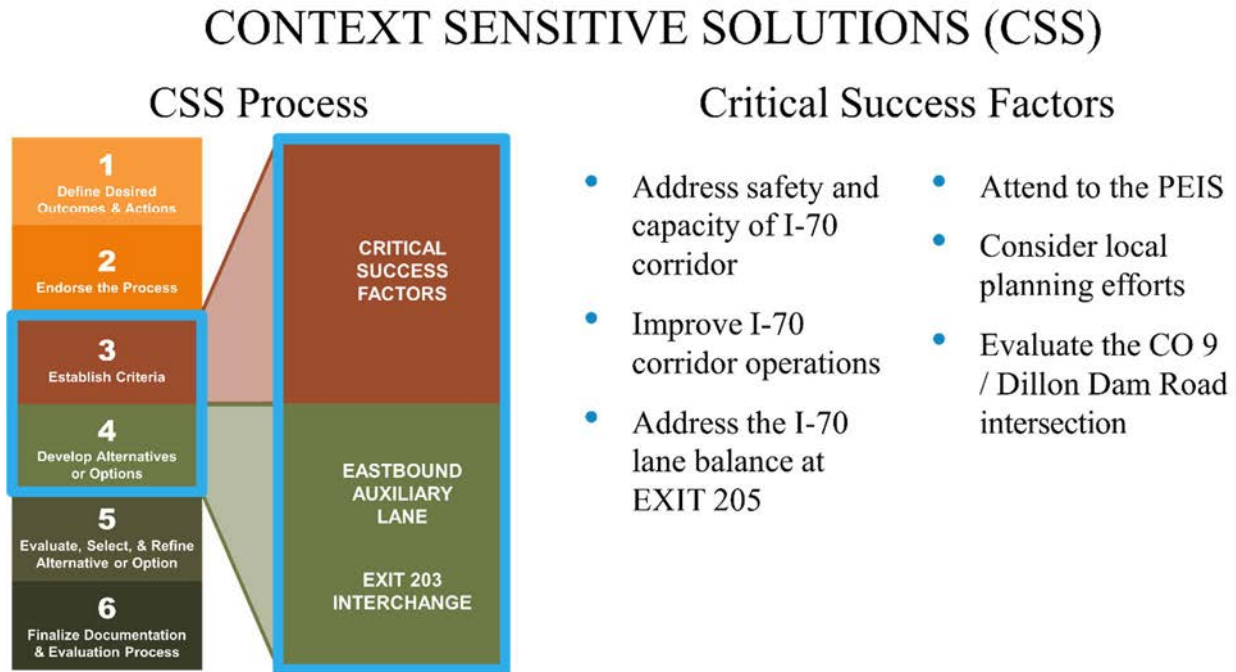 CONTEXT SENSITIVE SOLUTIONS (CSS)
CSS Process
1
Define Desired
Outcomes & Actions
2
Endorse the Process
3
Establish Criteria
4
Develop Alternatives
or Options
5
Evaluate, Select, & Refine
Alternative or Option
6
Finalize Documentation
& Evaluation Process
CRITICAL
SUCCESS
FACTORS
EASTBOUND
AUXILIARY
LANE
EXIT 203
INTERCHANGE
Critical Success Factors
• Address safety and
capacity of I-70
corridor
• Improve I-70
corridor operations
• Address the I-70
lane balance at
EXIT 205
• Attend to the PEIS
• Consider local
planning efforts
• Evaluate the CO 9
/ Dillon Dam Road
intersection